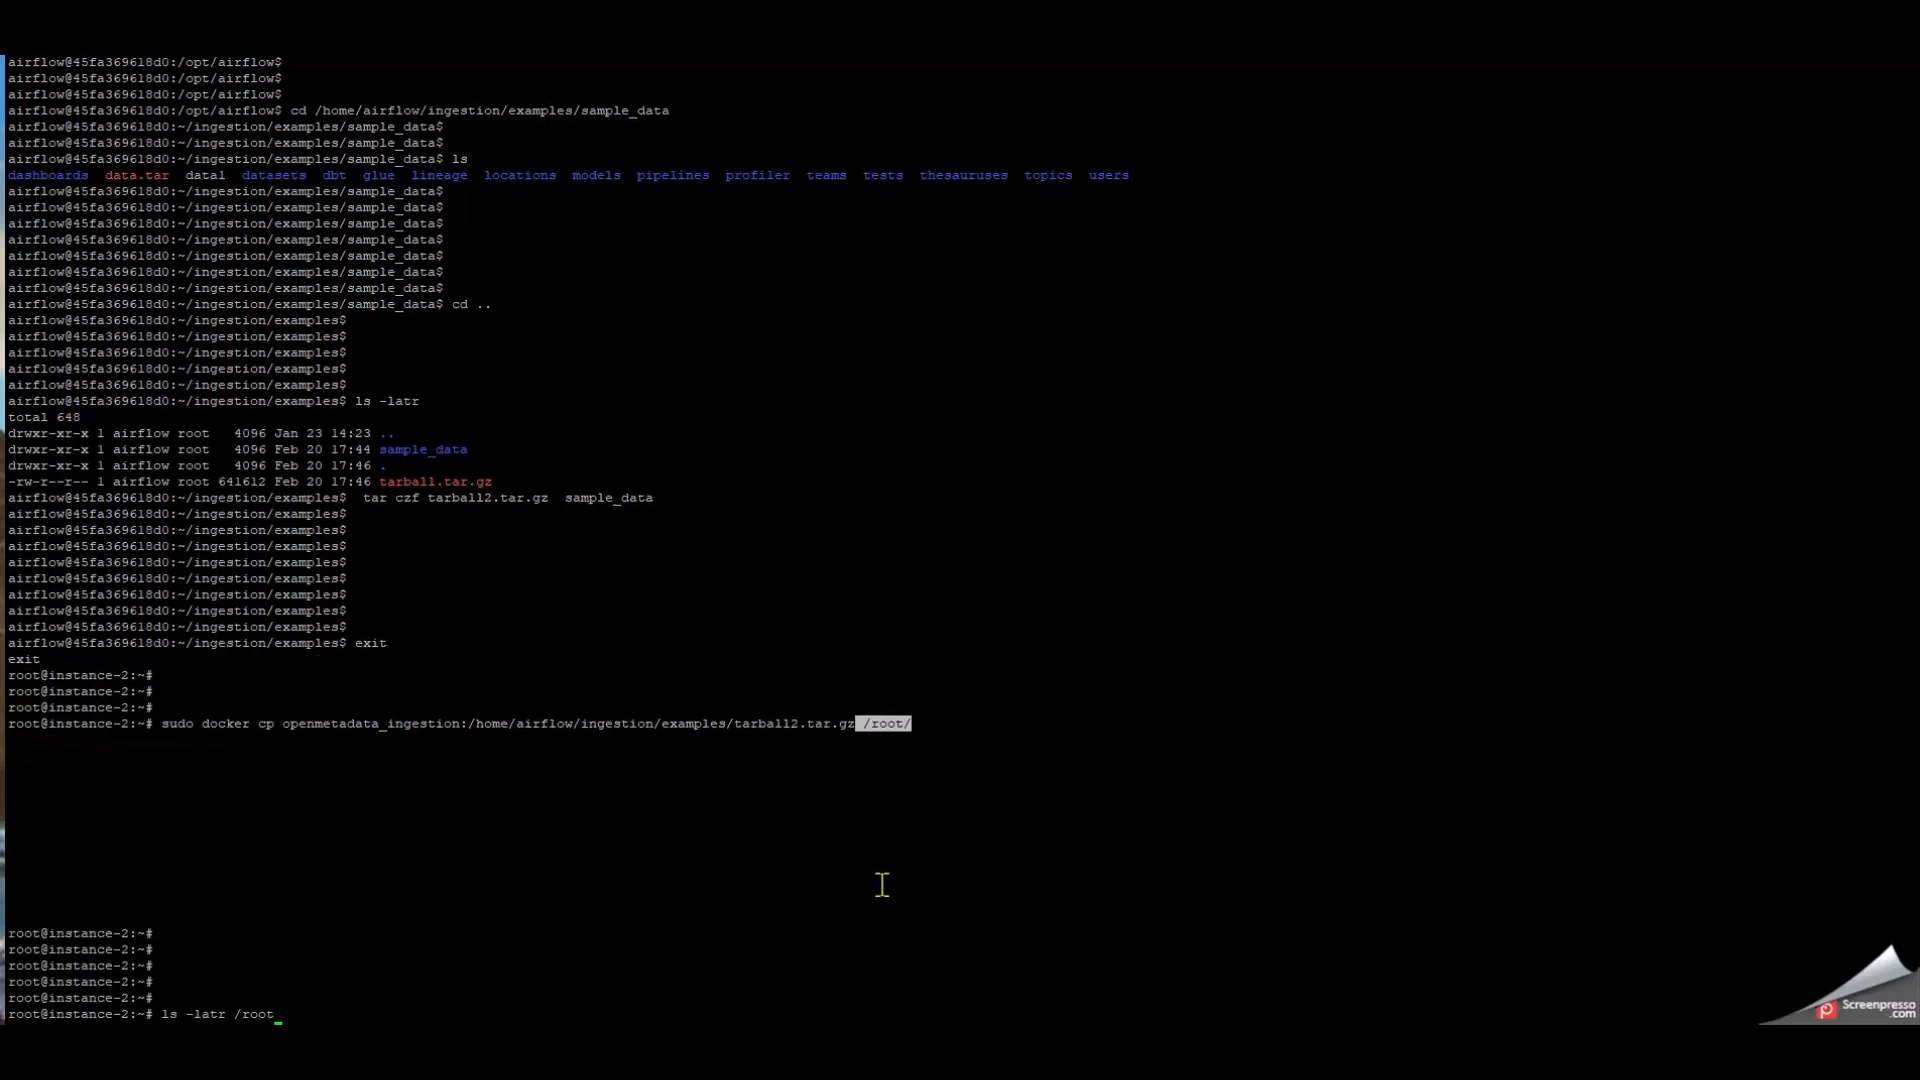 airflow@45fa369618d0:/opt/airflow$
airflow@45fa369618d0:/opt/airflow$
airflow@45fa369618d0:/opt/airflow$
airflow@45fa369618d0:/opt/airflow$ cd /home/airflow/ingestion/examples/sample_data
airflow@45fa369618d0:~/ingestion/examples/sample_data$
airflow@45fa369618d0:~/ingestion/examples/sample_data$
airflow@45fa369618d0:~/ingestion/examples/sample_data$ ls
dashboards data.tar data1 datasets dbt glue lineage locations models pipelines profiler teams tests thesauruses topics users
airflow@45fa369618d0:~/ingestion/examples/sample_data$
airflow@45fa369618d0:~/ingestion/examples/sample_data$
airflow@45fa369618d0:~/ingestion/examples/sample_data$
airflow@45fa369618d0:~/ingestion/examples/sample_data$
airflow@45fa369618d0:~/ingestion/examples/sample_data$
airflow@45fa369618d0:~/ingestion/examples/sample_data$
airflow@45fa369618d0:~/ingestion/examples/sample_data$
airflow@45fa369618d0:~/ingestion/examples/sample_data$ cd ..
airflow@45fa369618d0:~/ingestion/examples$
airflow@45fa369618d0:~/ingestion/examples$
airflow@45fa369618d0:~/ingestion/examples$
airflow@45fa369618d0:~/ingestion/examples$
airflow@45fa369618d0:~/ingestion/examples$
airflow@45fa369618d0:~/ingestion/examples$ ls -latr
total 648
drwxr-xr-x 1 airflow root 4096 Jan 23 14:23 ..
drwxr-xr-x 1 airflow root 4096 Feb 20 17:44 sample_data
drwxr-xr-x 1 airflow root 4096 Feb 20 17:46 .
-rw-r--r-- 1 airflow root 641612 Feb 20 17:46 tarball.tar.gz
airflow@45fa369618d0:~/ingestion/examples$ tar czf tarball2.tar.gz sample_data
airflow@45fa369618d0:~/ingestion/examples$
airflow@45fa369618d0:~/ingestion/examples$
airflow@45fa369618d0:~/ingestion/examples$
airflow@45fa369618d0:~/ingestion/examples$
airflow@45fa369618d0:~/ingestion/examples$
airflow@45fa369618d0:~/ingestion/examples$
airflow@45fa369618d0:~/ingestion/examples$
airflow@45fa369618d0:~/ingestion/examples$
airflow@45fa369618d0:~/ingestion/examples$ exit
exit
root@instance-2:~#
root@instance-2:~#
root@instance-2:~#
root@instance-2:~# sudo docker cp openmetadata_ingestion:/home/airflow/ingestion/examples/tarball2.tar.gz /root/
root@instance-2:~#
root@instance-2:~#
root@instance-2:~#
root@instance-2:~#
root@instance-2:~#
root@instance-2:~# ls -latr /root
Screenpresso
.com